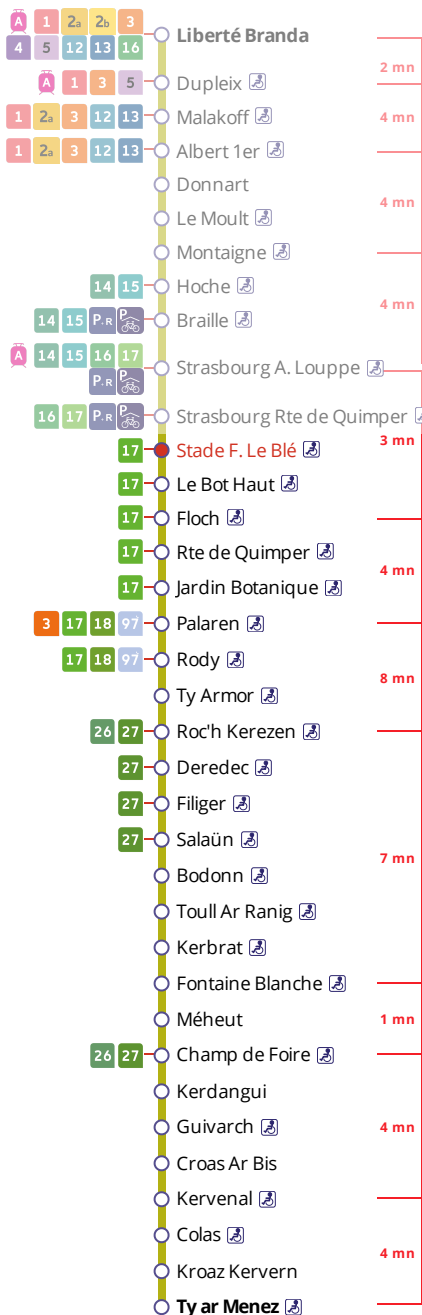 A 1 2a 2b 3
Liberté Branda
4 5 12 13 16
2 mn
A 1 3 5 Dupleix
1 2a 3 12 13 Malakoff 4 mn
1 2a 3 12 13 Albert 1er
Donnart
4 mn
Le Moult
Montaigne
14 15 Hoche
4 mn
14 15 P.R P Braille
A 14 15 16 17
Strasbourg A. Louppe
P.R P
16 17 P.R P Strasbourg Rte de Quimper
3 mn
17 Stade F. Le Blé
17 Le Bot Haut
17 Floch
17 Rte de Quimper
4 mn
17 Jardin Botanique
3 17 18 97 Palaren
17 18 97 Rody
8 mn
Ty Armor
26 27 Roc'h Kerezen
27 Deredec
27 Filiger
27 Salaün
7 mn
Bodonn
Toull Ar Ranig
Kerbrat
Fontaine Blanche
Méheut 1 mn
26 27 Champ de Foire
Kerdangui
Guivarch 4 mn
Croas Ar Bis
Kervenal
Colas
4 mn
Kroaz Kervern
Ty ar Menez